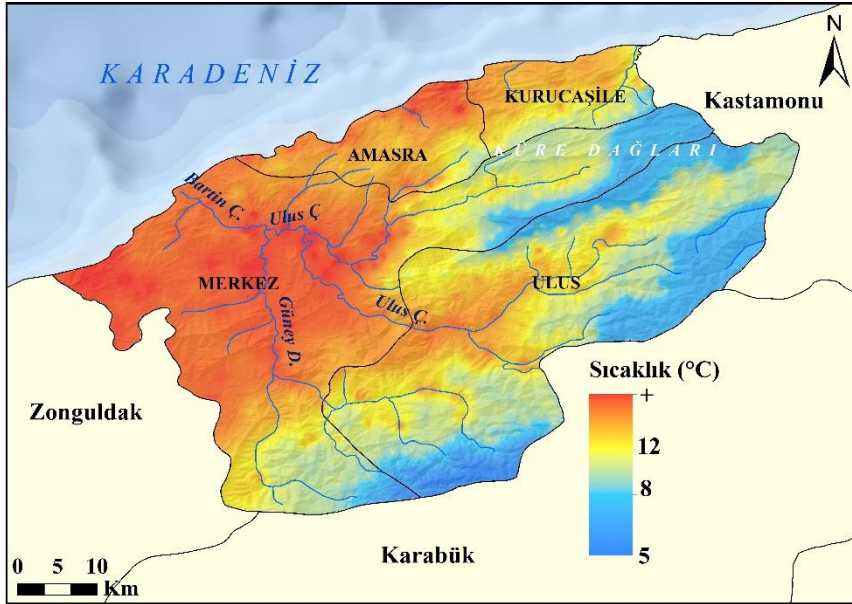 N
KARADENİZ
KURUCAŞİLE
Kastamonu
KÜRE DAĞLARI
AMASRA
Bartin Ç.
Ulus Ç
MERKEZ
ULUS
Güney D.
Ulus Ç.
Sıcaklık (°C)
+
12
8
5
Zonguldak
Karabük
0 5 10
Km